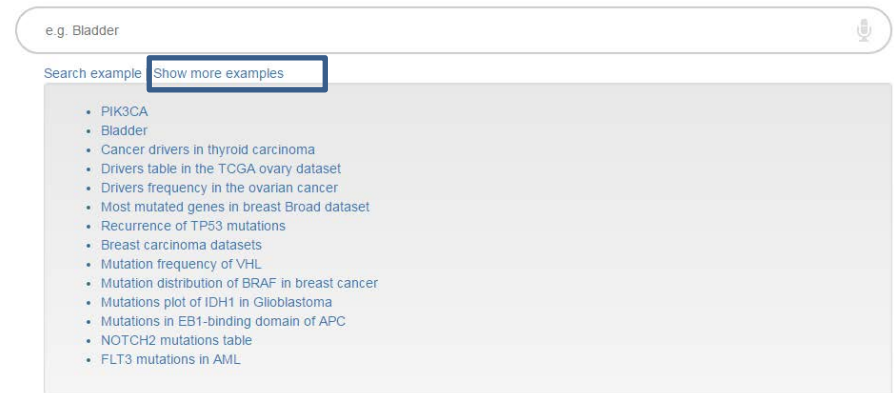 e.g. Bladder
Search example Show more examples
• PIK3CA
• Bladder
• Cancer drivers in thyroid carcinoma
• Drivers table in the TCGA ovary dataset
• Drivers frequency in the ovarian cancer
• Most mutated genes in breast Broad dataset
• Recurrence of TP53 mutations
• Breast carcinoma datasets
• Mutation frequency of VHL
• Mutation distribution of BRAF in breast cancer
• Mutations plot of IDH1 in Glioblastoma
• Mutations in EB1-binding domain of APC
• NOTCH2 mutations table
• FLT3 mutations in AML